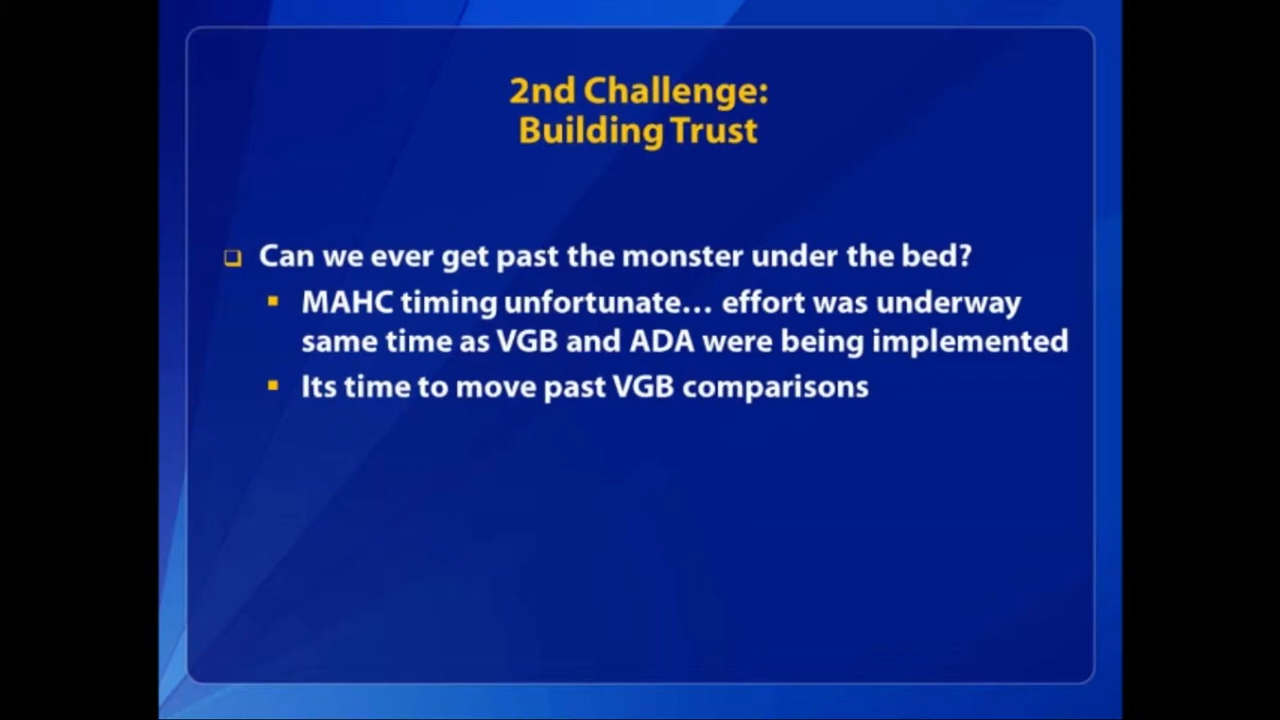 2nd Challenge:
Building Trust
Can we ever get past the monster under the bed?
MAHC timing unfortunate... effort was underway
same time as VGB and ADA were being implemented
Its time to move past VGB comparisons